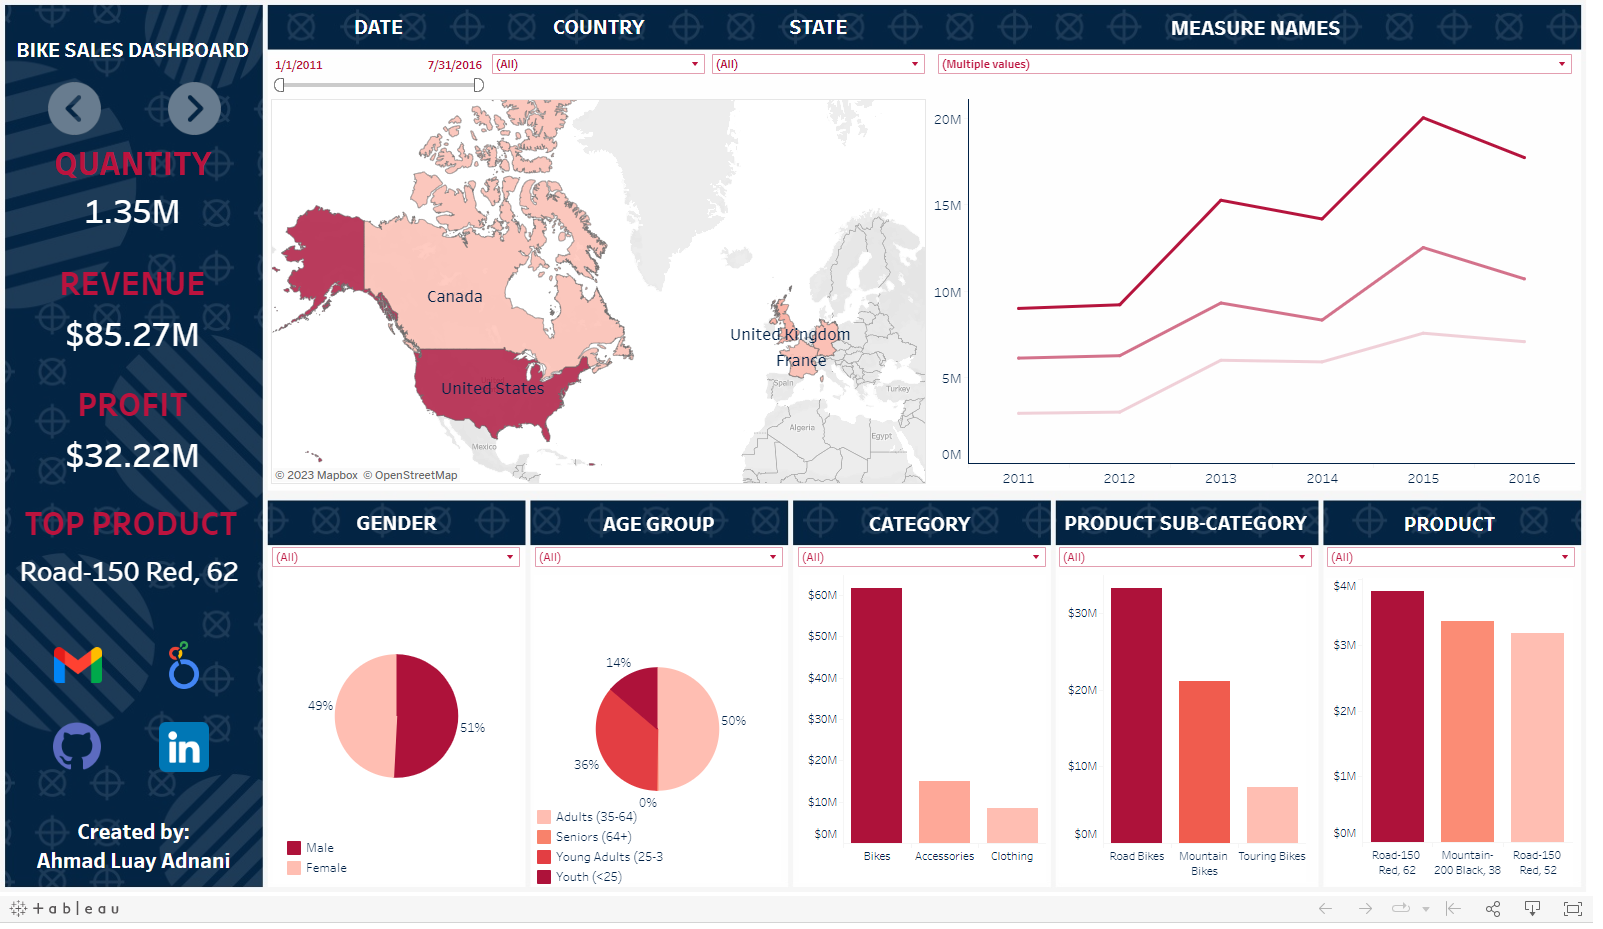 BIKE SALES DASHBOARD
QUANTITY
1.35M
REVENUE
$85.27M
PROFIT
$32.22M
TOP PRODUCT
Road-150 Red, 62
in
Created by:
Ahmad Luay Adnani
DATE
COUNTRY
STATE
MEASURE NAMES
1/1/2011
7/31/2016
(All)
(All)
(Multiple values)
Canada
United States
United Kingdom
France
Spain
Turkey
Algeria
Egypt
Mexico
© 2023 Mapbox © OpenStreetMap
20M
15M
10M
5M
0M
2011
2012
2013
2014
2015
2016
GENDER
(All)
49%
51%
Male
Female
AGE GROUP
(All)
14%
50%
36%
0%
Adults (35-64)
Seniors (64+)
Young Adults (25-3
Youth (<25)
CATEGORY
(All)
$60M
$50M
$40M
$30M
$20M
$10M
$0M
Bikes
Accessories
Clothing
PRODUCT SUB-CATEGORY
(All)
$30M
$20M
$10M
$0M
Road Bikes
Mountain
Bikes
Touring Bikes
PRODUCT
(All)
$4M
$3M
$2M
$1M
$0M
Road-150
Red, 62
Mountain-
200 Black, 38
Road-150
Red, 52
+ a b l e a u